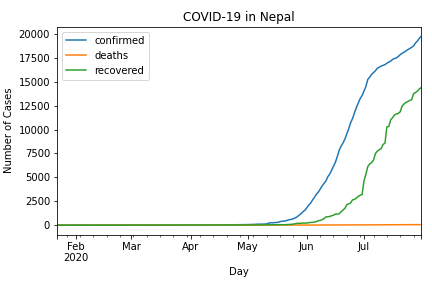 COVID-19 in Nepal
confirmed
deaths
recovered
20000
17500
15000
12500
10000
7500
5000
2500
0
Number of Cases
Feb Mar Apr May Jun Jul
2020
Day